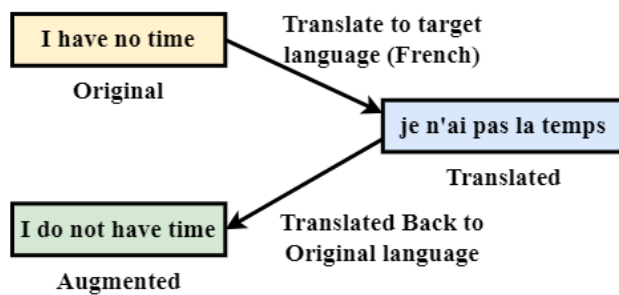 I have no time
Original
Translate to target
language (French)
je n'ai pas la temps
Translated
I do not have time
Augmented
Translated Back to
Original language